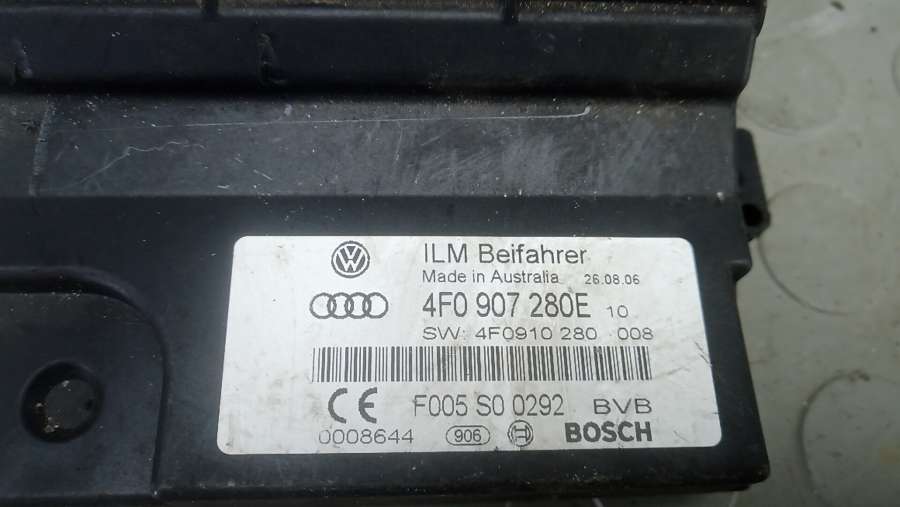 ILM Beifahrer
Made in Australia 26.08.06
4F0 907 280E 10
SW: 4F0910 280 008
CE F005 S0 0292 BVB
0008644 906 BOSCH